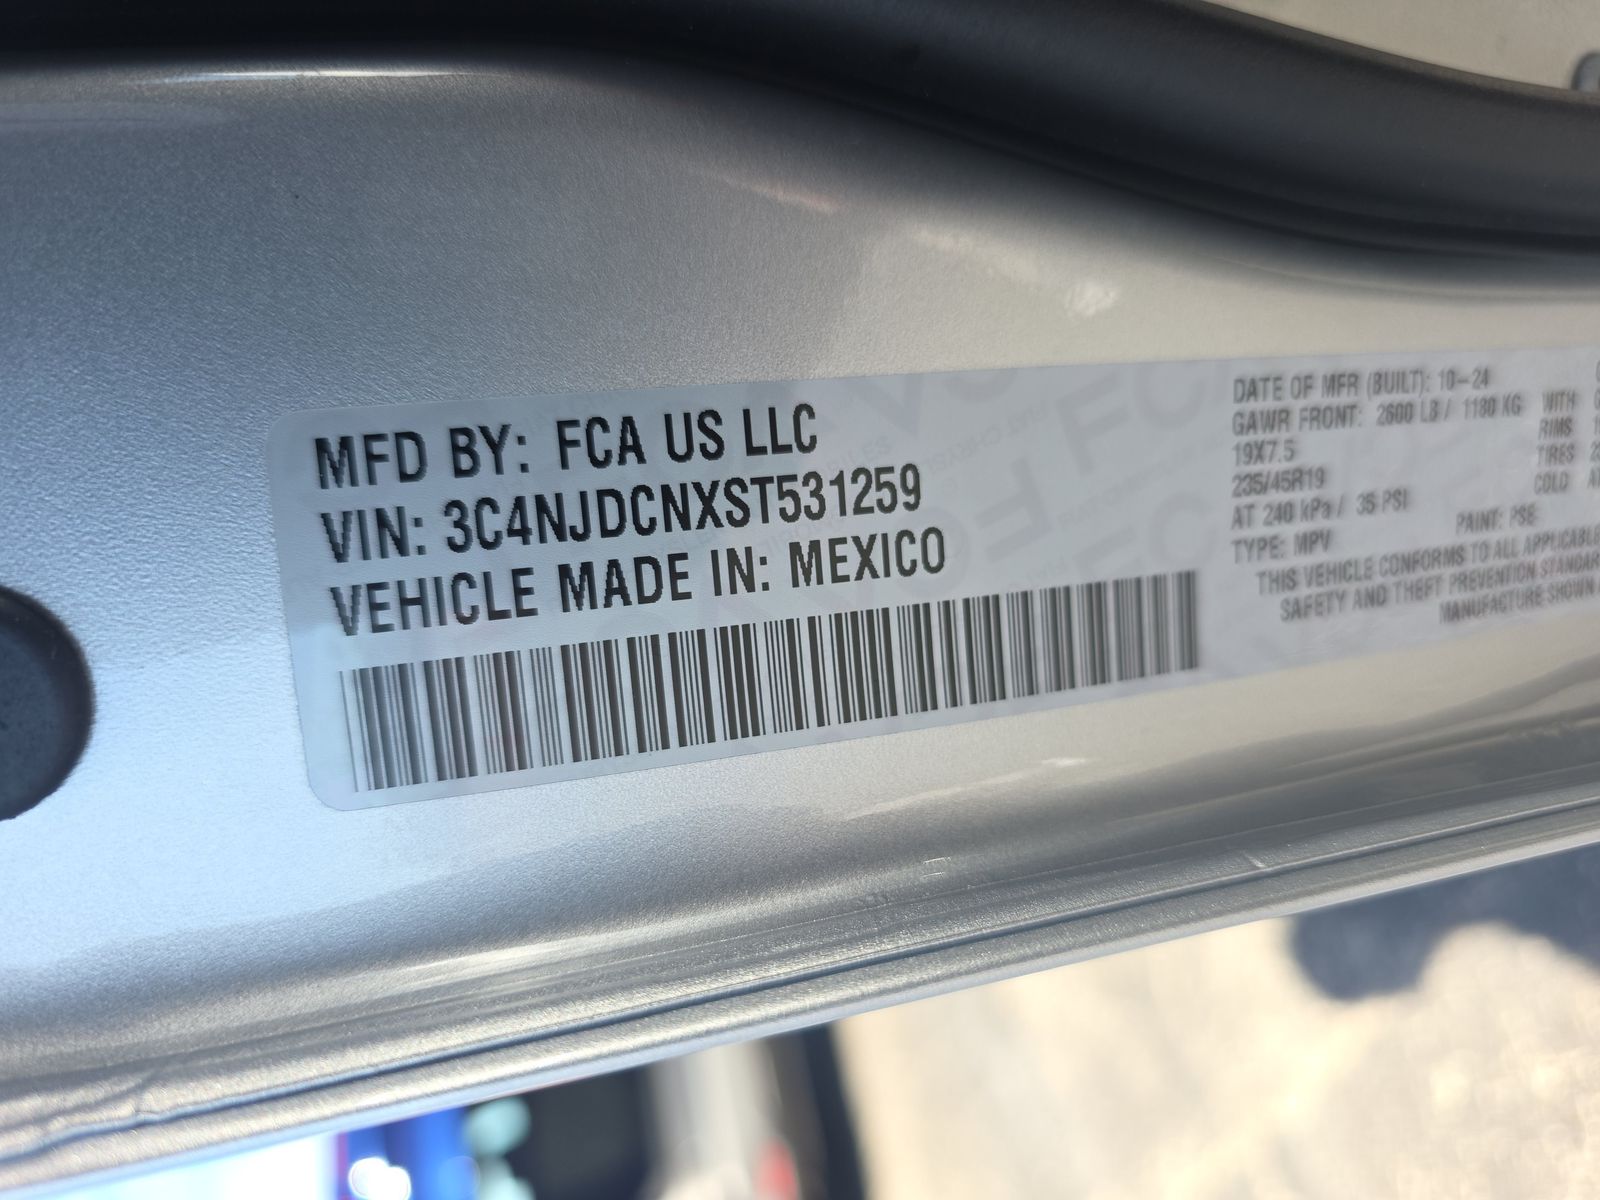 MFD BY: FCA US LLC
VIN: 3C4NJDCNXST531259
VEHICLE MADE IN: MEXICO
DATE OF MFR (BUILT): 10-24
GAWR FRONT: 2600 LB / 1180 KG WITH
19X7.5 RIMS
235/45R19 TIRES
AT 240 kPa / 35 PSI COLD
TYPE: MPV PAINT: PSE
THIS VEHICLE CONFORMS TO ALL APPLICABLE
SAFETY AND THEFT PREVENTION STANDAR
MANUFACTURE SHOWN